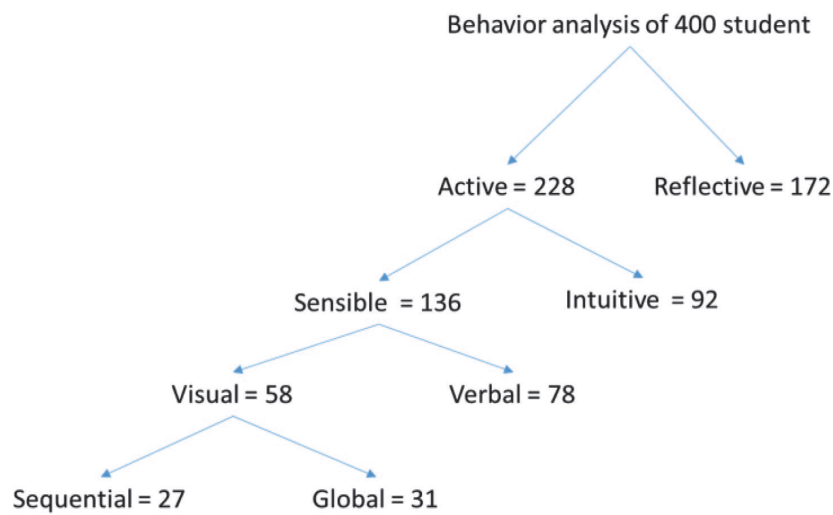 Behavior analysis of 400 student
Active = 228
Reflective = 172
Sensible = 136
Intuitive = 92
Visual = 58
Verbal = 78
Sequential = 27
Global = 31